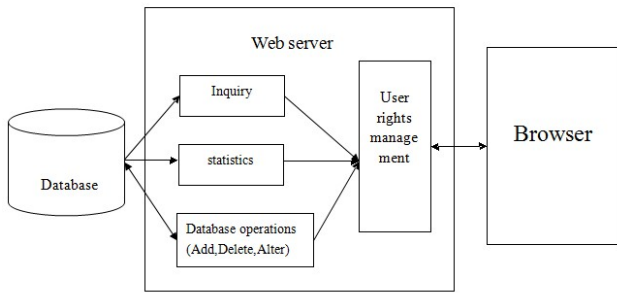 Web server
Inquiry
statistics
Database operations
(Add,Delete,Alter)
User
rights
manage
ment
Database
Browser